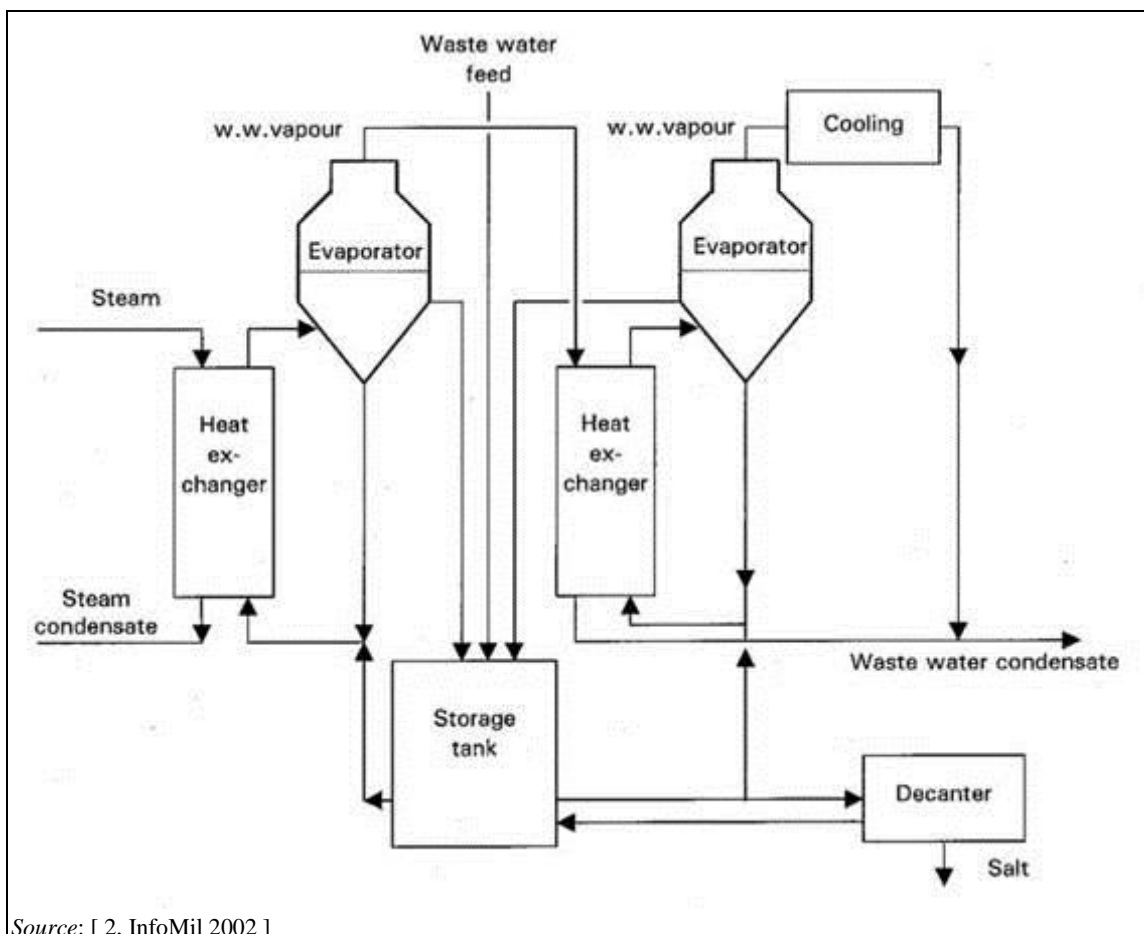 Waste water
feed
w.w.vapour
w.w.vapour
Cooling
Evaporator
Evaporator
Steam
Heat
ex-
changer
Heat
ex-
changer
Steam
condensate
Waste water condensate
Storage
tank
Decanter
Salt
Source: [ 2, InfoMil 2002 ]